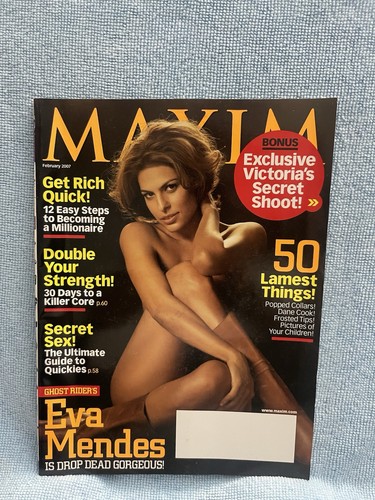 MAXIM
February 2007
BONUS
Exclusive
Victoria's
Secret
Shoot! »
Get Rich
Quick!
12 Easy Steps
to Becoming
a Millionaire
Double
Your
Strength!
30 Days to a
Killer Core p.60
Secret
Sex!
The Ultimate
Guide to
Quickies p.58
50
Lamest
Things!
Popped Collars!
Dane Cook!
Frosted Tips!
Pictures of
Your Children!
GHOST RIDER'S
Eva
Mendes
IS DROP DEAD GORGEOUS!
www.maxim.com